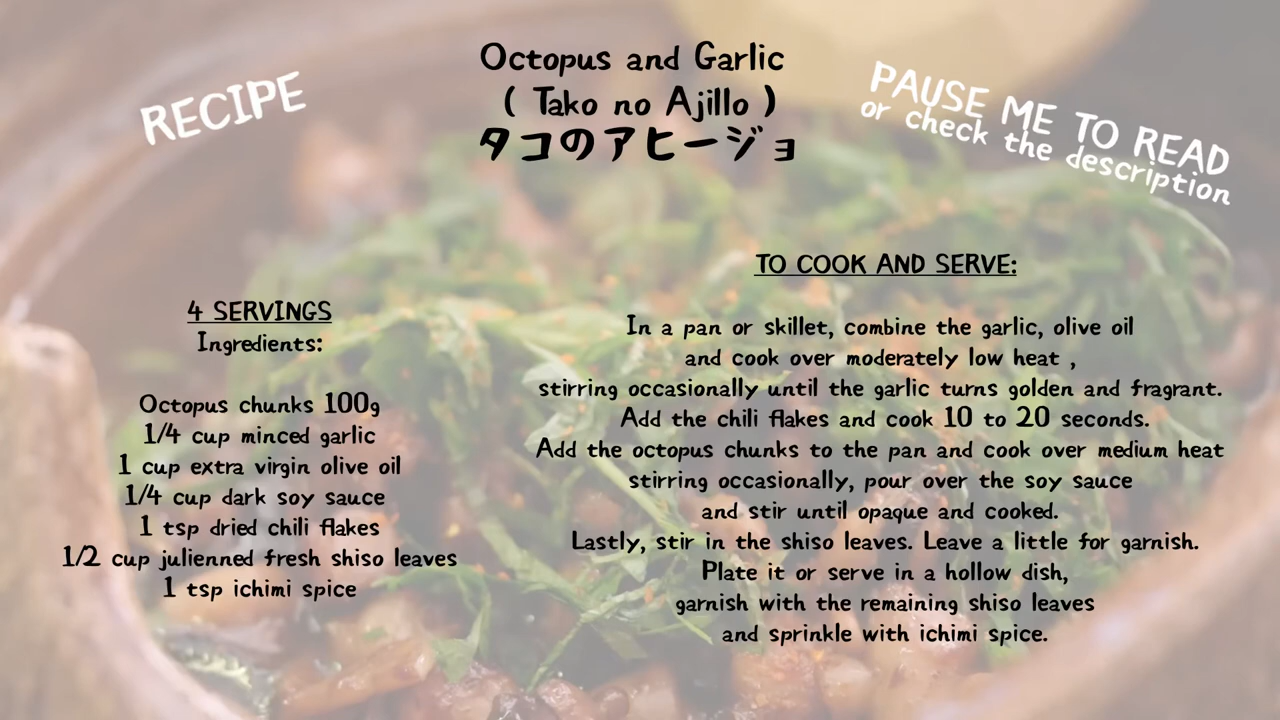 RECIPE
Octopus and Garlic
( Tako no Ajillo )
タコのアヒージョ
PAUSE ME TO READ
or check the description
4 SERVINGS
Ingredients:
Octopus chunks 100g
1/4 cup minced garlic
1 cup extra virgin olive oil
1/4 cup dark soy sauce
1 tsp dried chili flakes
1/2 cup julienned fresh shiso leaves
1 tsp ichimi spice
TO COOK AND SERVE:
In a pan or skillet, combine the garlic, olive oil
and cook over moderately low heat ,
stirring occasionally until the garlic turns golden and fragrant.
Add the chili flakes and cook 10 to 20 seconds.
Add the octopus chunks to the pan and cook over medium heat
stirring occasionally, pour over the soy sauce
and stir until opaque and cooked.
Lastly, stir in the shiso leaves. Leave a little for garnish.
Plate it or serve in a hollow dish,
garnish with the remaining shiso leaves
and sprinkle with ichimi spice.